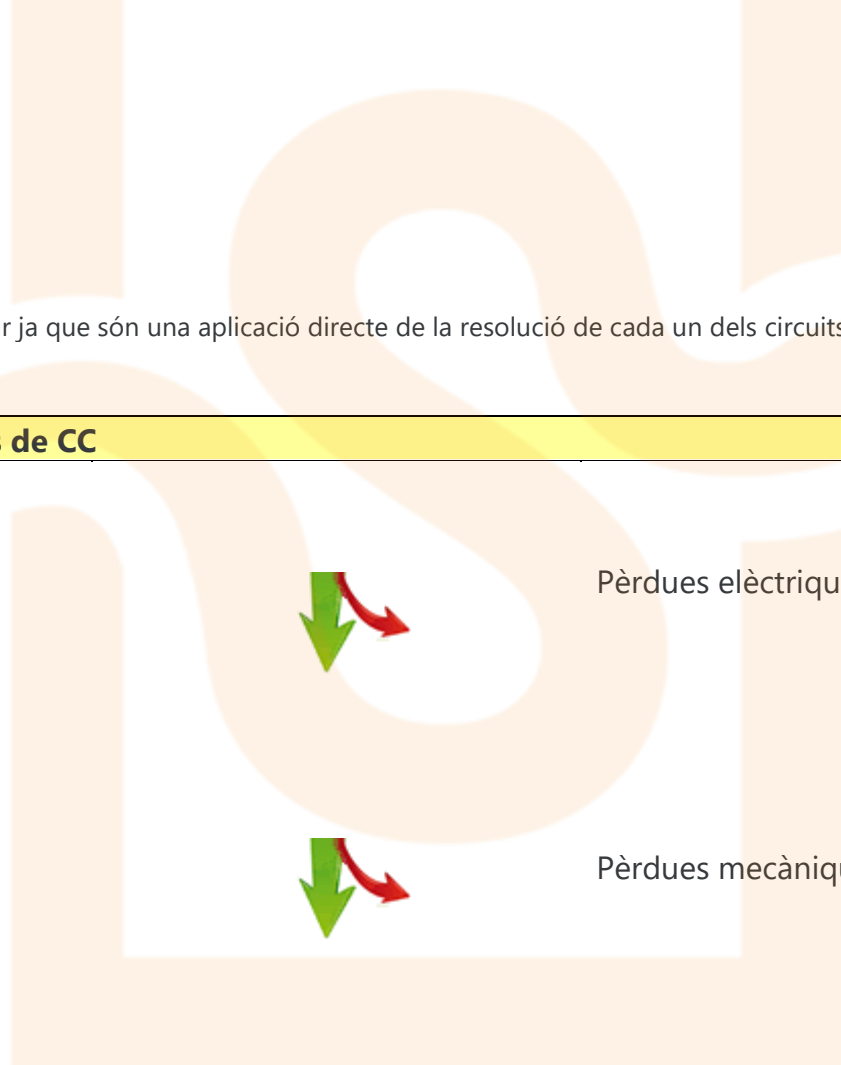 r ja que són una aplicació directe de la resolució de cada un dels circuits
s de CC
Pèrdues elèctriqu
Pèrdues mecàniqu